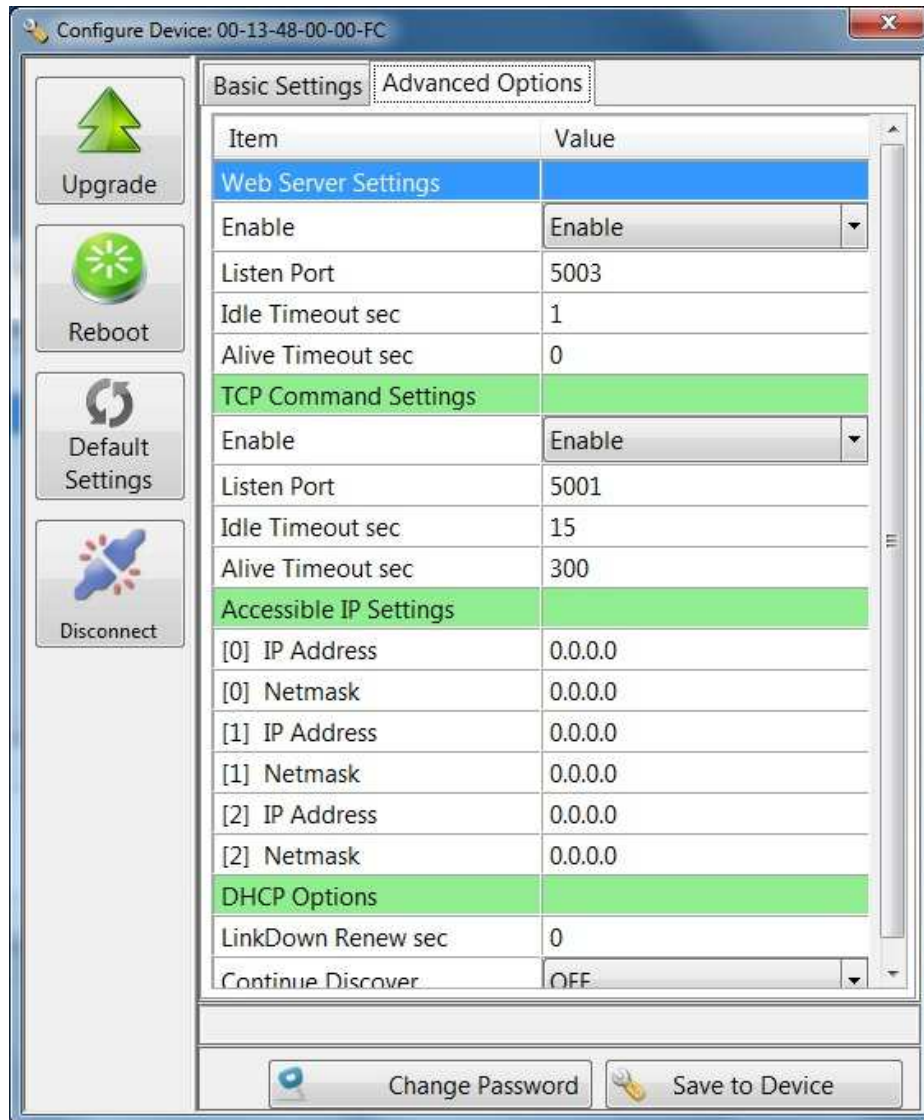 Configure Device: 00-13-48-00-00-FC
Upgrade
Reboot
Default
Settings
Disconnect
Basic Settings Advanced Options
Item Value
Web Server Settings
Enable Enable
Listen Port 5003
Idle Timeout sec 1
Alive Timeout sec 0
TCP Command Settings
Enable Enable
Listen Port 5001
Idle Timeout sec 15
Alive Timeout sec 300
Accessible IP Settings
[0] IP Address 0.0.0.0
[0] Netmask 0.0.0.0
[1] IP Address 0.0.0.0
[1] Netmask 0.0.0.0
[2] IP Address 0.0.0.0
[2] Netmask 0.0.0.0
DHCP Options
LinkDown Renew sec 0
Continue Discover OFF
Change Password Save to Device